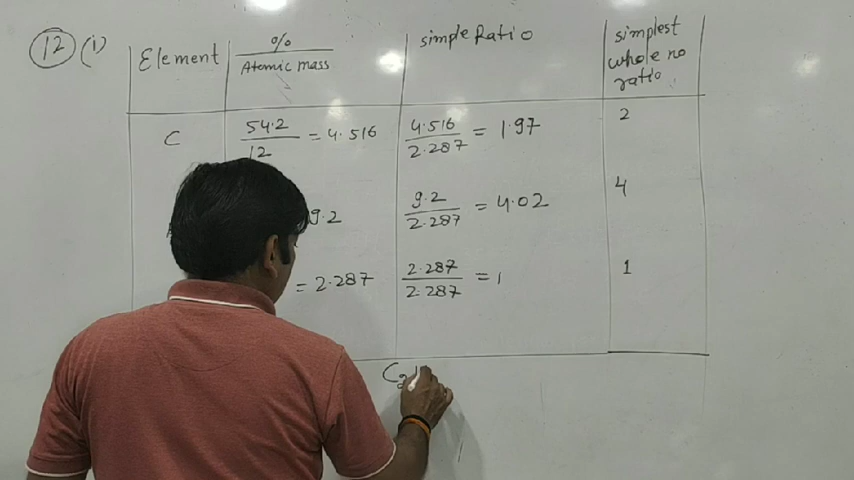 12 (i)
Element
%
Atomic mass
simple Ratio
simplest
whole no
ratio
C
54.2
12
= 4.516
4.516
2.287
= 1.97
2
9.2
9.2
2.287
= 4.02
4
= 2.287
2.287
2.287
= 1
1
C2